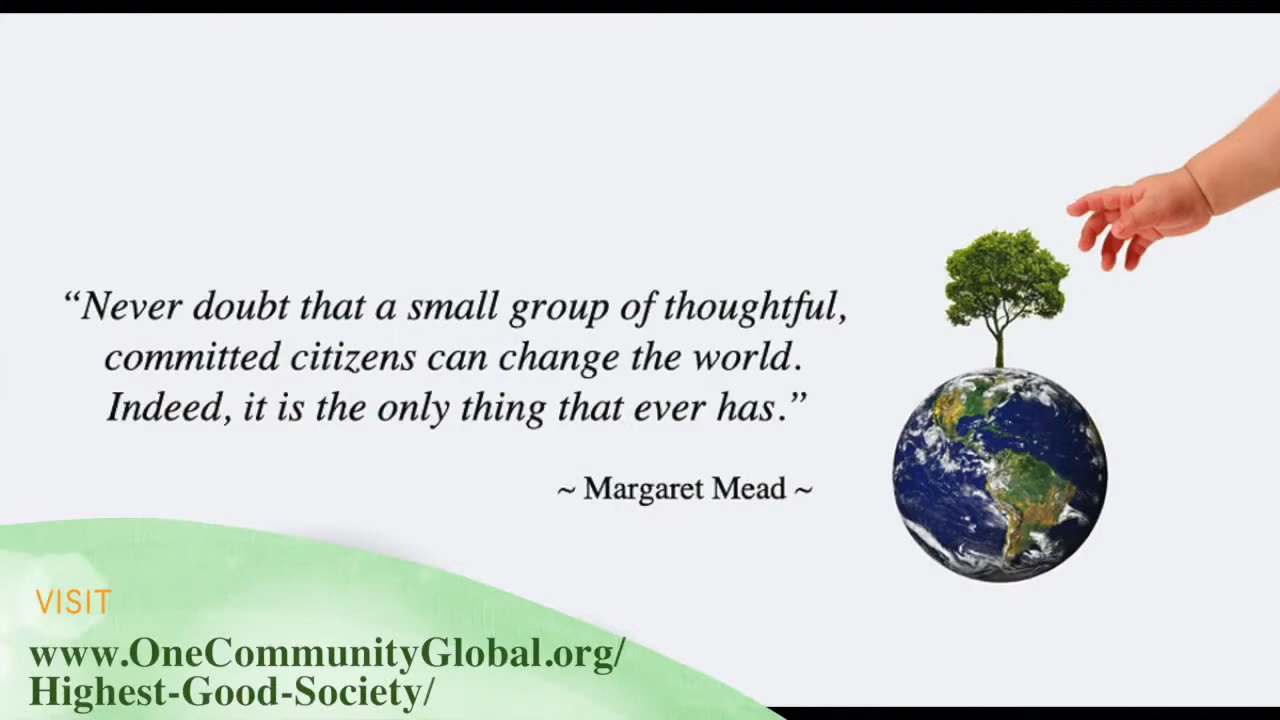 “Never doubt that a small group of thoughtful,
committed citizens can change the world.
Indeed, it is the only thing that ever has.”
~ Margaret Mead ~
VISIT
www.OneCommunityGlobal.org/
Highest-Good-Society/